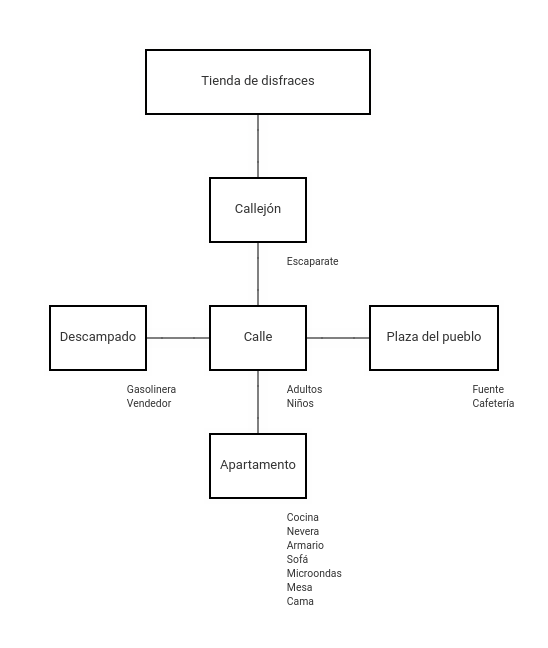 Tienda de disfraces
Callejón
Escaparate
Descampado
Calle
Plaza del pueblo
Gasolinera
Vendedor
Adultos
Niños
Fuente
Cafetería
Apartamento
Cocina
Nevera
Armario
Sofá
Microondas
Mesa
Cama